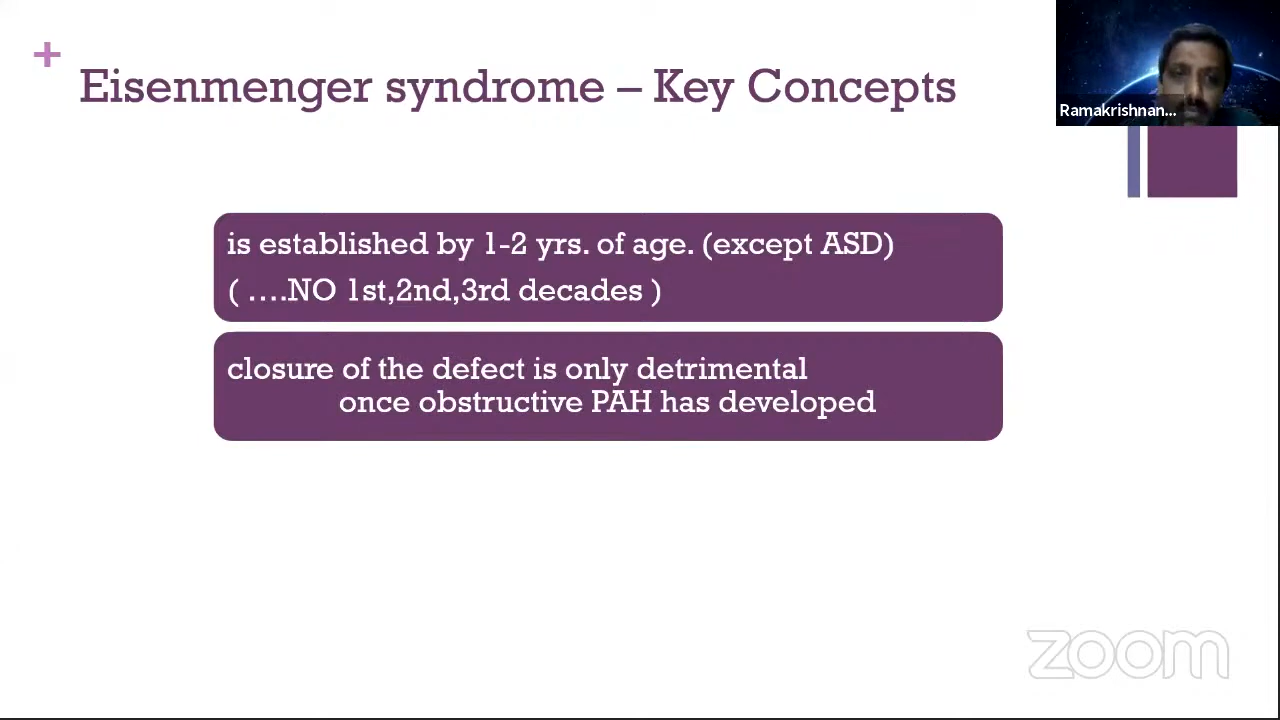 +
Eisenmenger syndrome – Key Concepts
Ramakrishnan...
is established by 1-2 yrs. of age. (except ASD)
( ….NO 1st,2nd,3rd decades )
closure of the defect is only detrimental
once obstructive PAH has developed
zoom